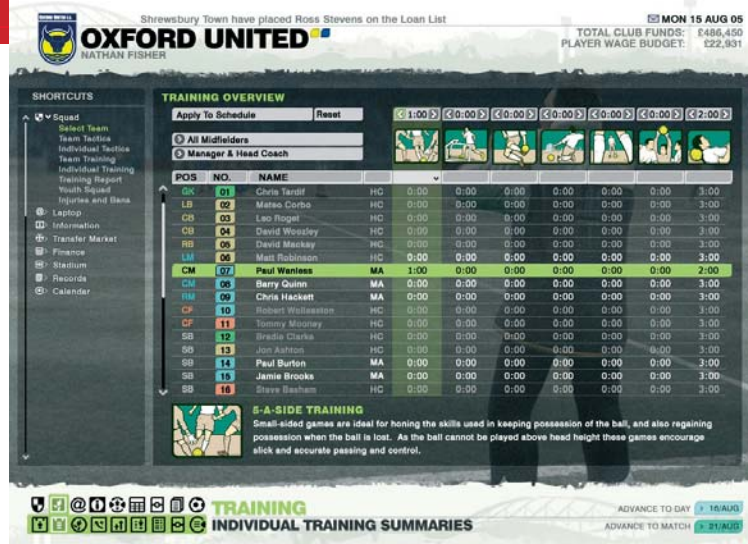 Shrewsbury Town have placed Ross Stevens on the Loan List
MON 15 AUG 05
OXFORD UNITED
NATHAN FISHER
TOTAL CLUB FUNDS: £486,450
PLAYER WAGE BUDGET: £22,931
SHORTCUTS
Squad
Select Team
Team Tactics
Individual Tactics
Team Training
Individual Training
Training Report
Youth Squad
Injuries and Bans
Laptop
Information
Transfer Market
Finance
Stadium
Records
Calendar
TRAINING OVERVIEW
Apply To Schedule Reset
1:00 0:00 0:00 0:00 0:00 0:00 2:00
All Midfielders
Manager & Head Coach
POS NO. NAME
GK 01 Chris Tardif HC 0:00 0:00 0:00 0:00 0:00 0:00 3:00
LB 02 Mateo Corbo HC 0:00 0:00 0:00 0:00 0:00 0:00 3:00
CB 03 Leo Roget HC 0:00 0:00 0:00 0:00 0:00 0:00 3:00
CB 04 David Woozley HC 0:00 0:00 0:00 0:00 0:00 0:00 3:00
RB 05 David Mackay HC 0:00 0:00 0:00 0:00 0:00 0:00 3:00
LM 06 Matt Robinson HC 0:00 0:00 0:00 0:00 0:00 0:00 3:00
CM 07 Paul Wanless MA 1:00 0:00 0:00 0:00 0:00 0:00 2:00
CM 08 Barry Quinn MA 0:00 0:00 0:00 0:00 0:00 0:00 3:00
RM 09 Chris Hackett MA 0:00 0:00 0:00 0:00 0:00 0:00 3:00
CF 10 Robert Wolleaston HC 0:00 0:00 0:00 0:00 0:00 0:00 3:00
CF 11 Tommy Mooney HC 0:00 0:00 0:00 0:00 0:00 0:00 3:00
SB 12 Bradie Clarke HC 0:00 0:00 0:00 0:00 0:00 0:00 3:00
SB 13 Jon Ashton HC 0:00 0:00 0:00 0:00 0:00 0:00 3:00
SB 14 Paul Burton MA 0:00 0:00 0:00 0:00 0:00 0:00 3:00
SB 15 Jamie Brooks MA 0:00 0:00 0:00 0:00 0:00 0:00 3:00
SB 16 Steve Basham HC 0:00 0:00 0:00 0:00 0:00 0:00 3:00
5-A-SIDE TRAINING
Small-sided games are ideal for honing the skills used in keeping possession of the ball, and also regaining
possession when the ball is lost. As the ball cannot be played above head height these games encourage
slick and accurate passing and control.
TRAINING
INDIVIDUAL TRAINING SUMMARIES
ADVANCE TO DAY 16/AUG
ADVANCE TO MATCH 21/AUG